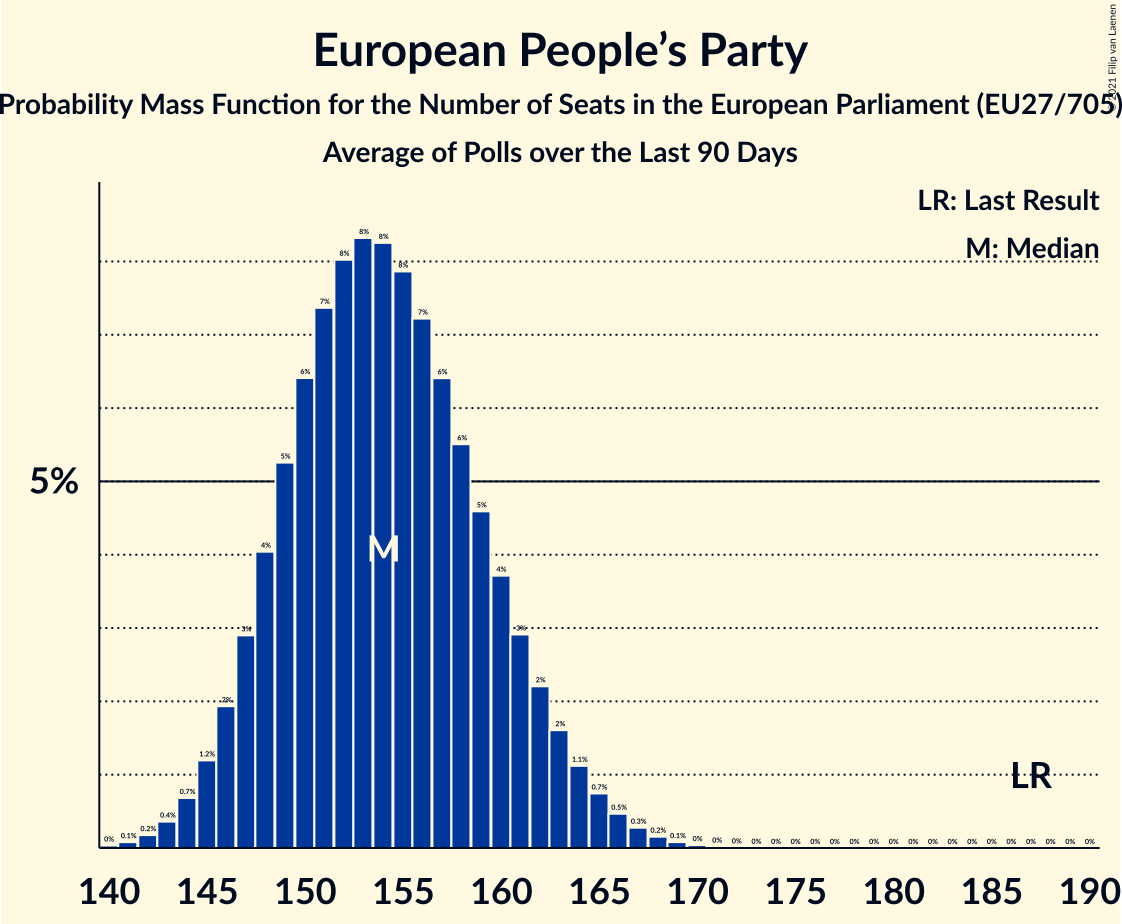 European People's Party
© 2021 Filip van Laenen
Probability Mass Function for the Number of Seats in the European Parliament (EU27/705)
Average of Polls over the Last 90 Days
LR: Last Result
M: Median
8% 8%
8% 8%
7% 7%
6% 6%
6%
5%
5%
5%
M
4% 4%
3% 3%
2% 2%
2%
1.2% 1.1%
LR
0.7% 0.7%
0.4% 0.5%
0.2% 0.3%
0% 0.1% 0.2% 0.1% 0% 0% 0% 0% 0% 0% 0% 0% 0% 0% 0% 0% 0% 0% 0% 0% 0% 0% 0% 0% 0%
140 145 150 155 160 165 170 175 180 185 190